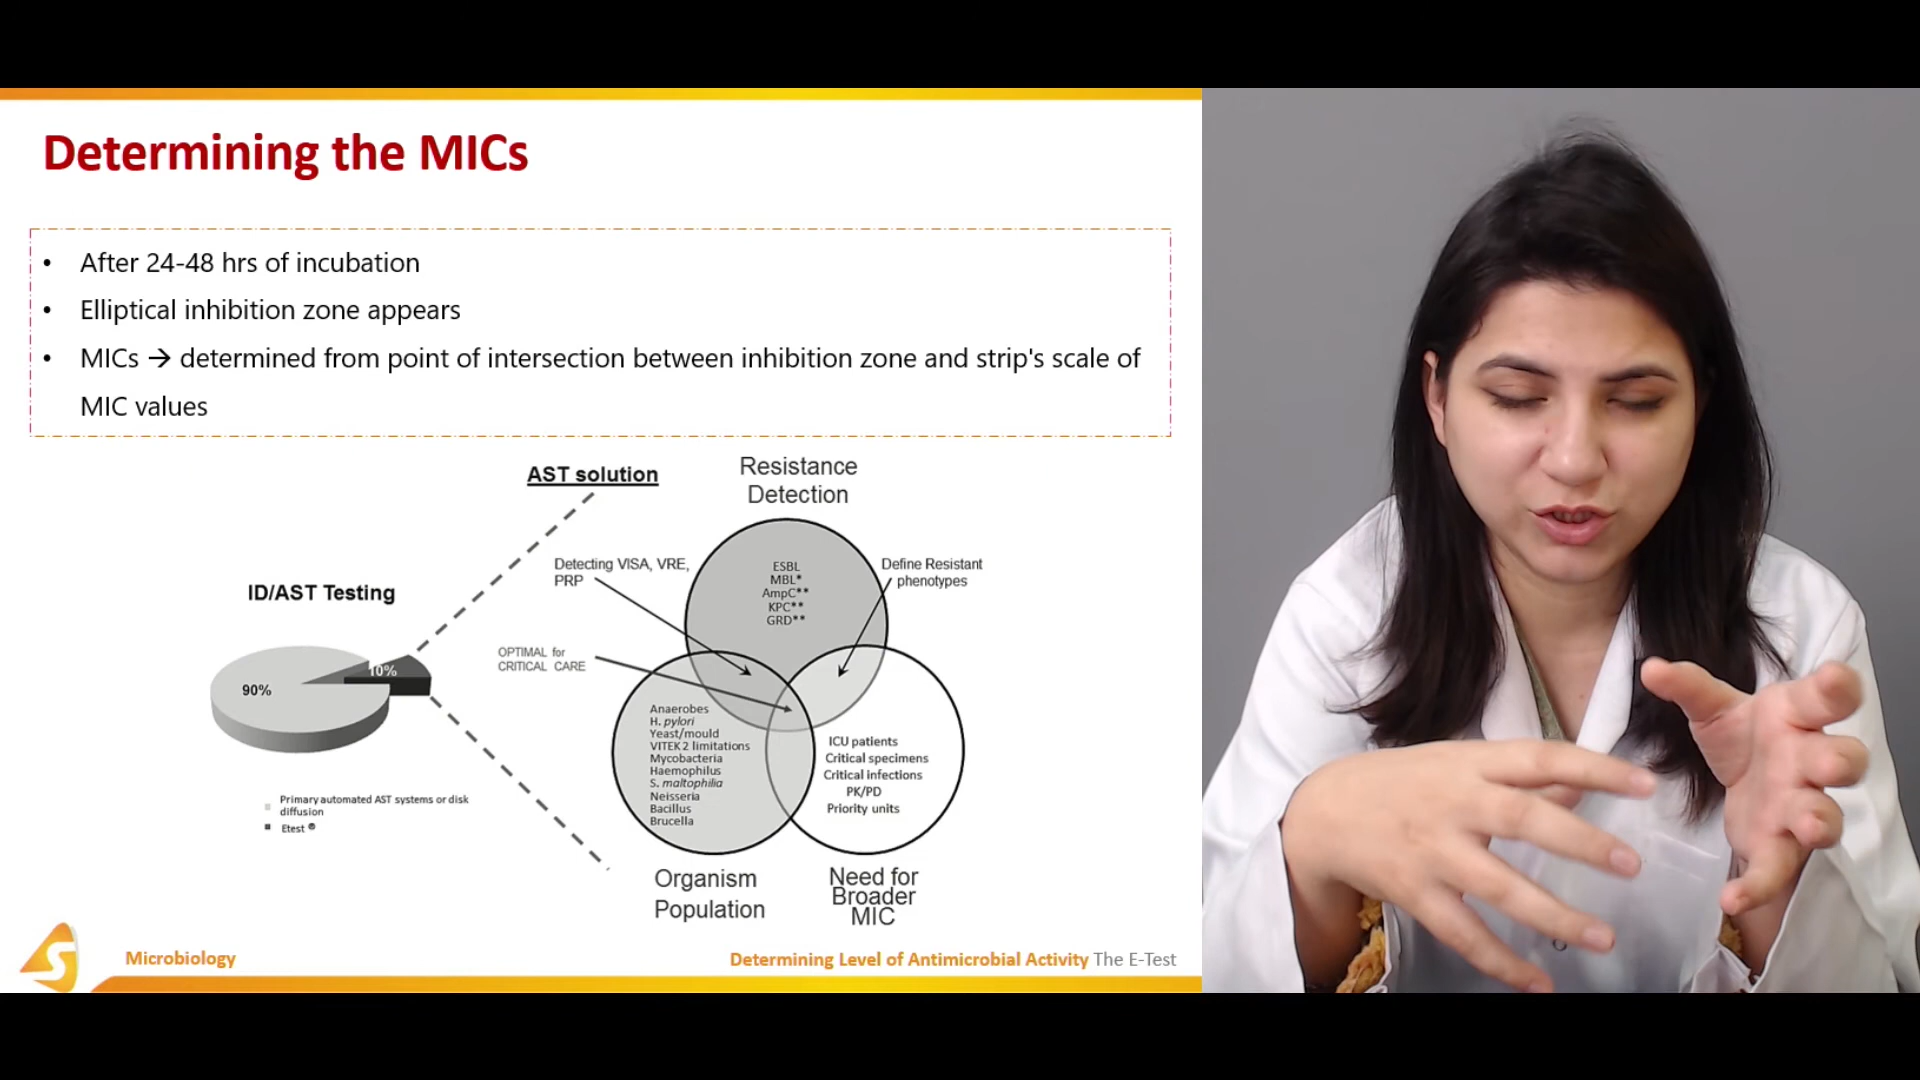 Determining the MICs
• After 24-48 hrs of incubation
• Elliptical inhibition zone appears
• MICs → determined from point of intersection between inhibition zone and strip's scale of
MIC values
AST solution
Resistance
Detection
Detecting VISA, VRE,
PRP
Define Resistant
phenotypes
ESBL
MBL*
AmpC**
KPC**
GRD**
ID/AST Testing
90%
10%
OPTIMAL for
CRITICAL CARE
Anaerobes
H. pylori
Yeast/mould
VITEK2 limitations
Mycobacteria
Haemophilus
S. maltophilia
Neisseria
Bacillus
Brucella
ICU patients
Critical specimens
Critical infections
PK/PD
Priority units
Primary automated AST systems or disk
diffusion
Etest ®
Organism
Population
Need for
Broader
MIC
S
Microbiology
Determining Level of Antimicrobial Activity The E-Test